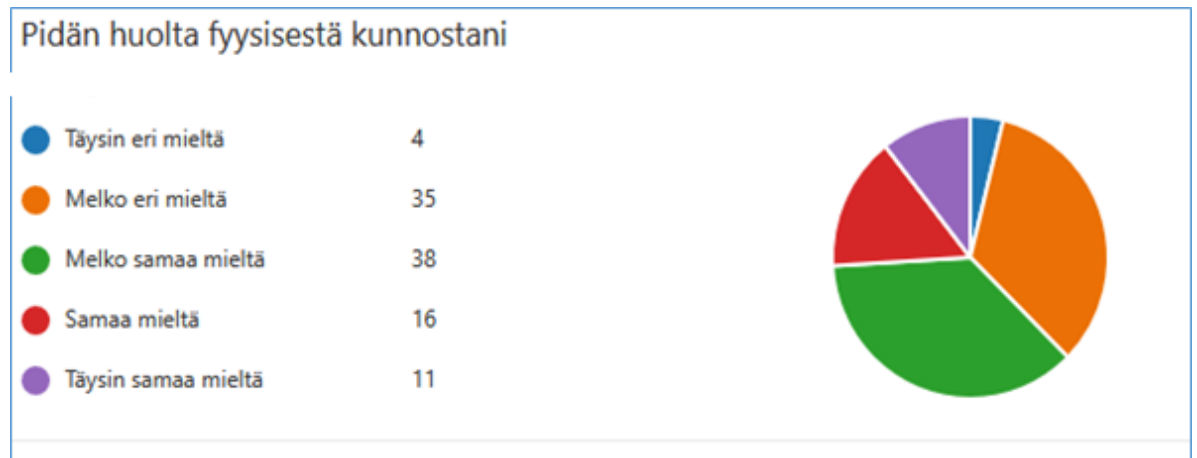 Pidän huolta fyysisestä kunnostani
Täysin eri mieltä 4
Melko eri mieltä 35
Melko samaa mieltä 38
Samaa mieltä 16
Täysin samaa mieltä 11